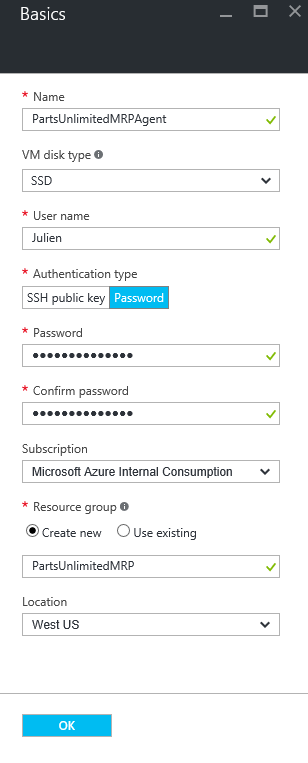 Basics
* Name
PartsUnlimitedMRPAgent
VM disk type
SSD
* User name
Julien
* Authentication type
SSH public key Password
* Password
••••••••••••••
* Confirm password
••••••••••••••
Subscription
Microsoft Azure Internal Consumption
* Resource group
Create new Use existing
PartsUnlimitedMRP
Location
West US
OK